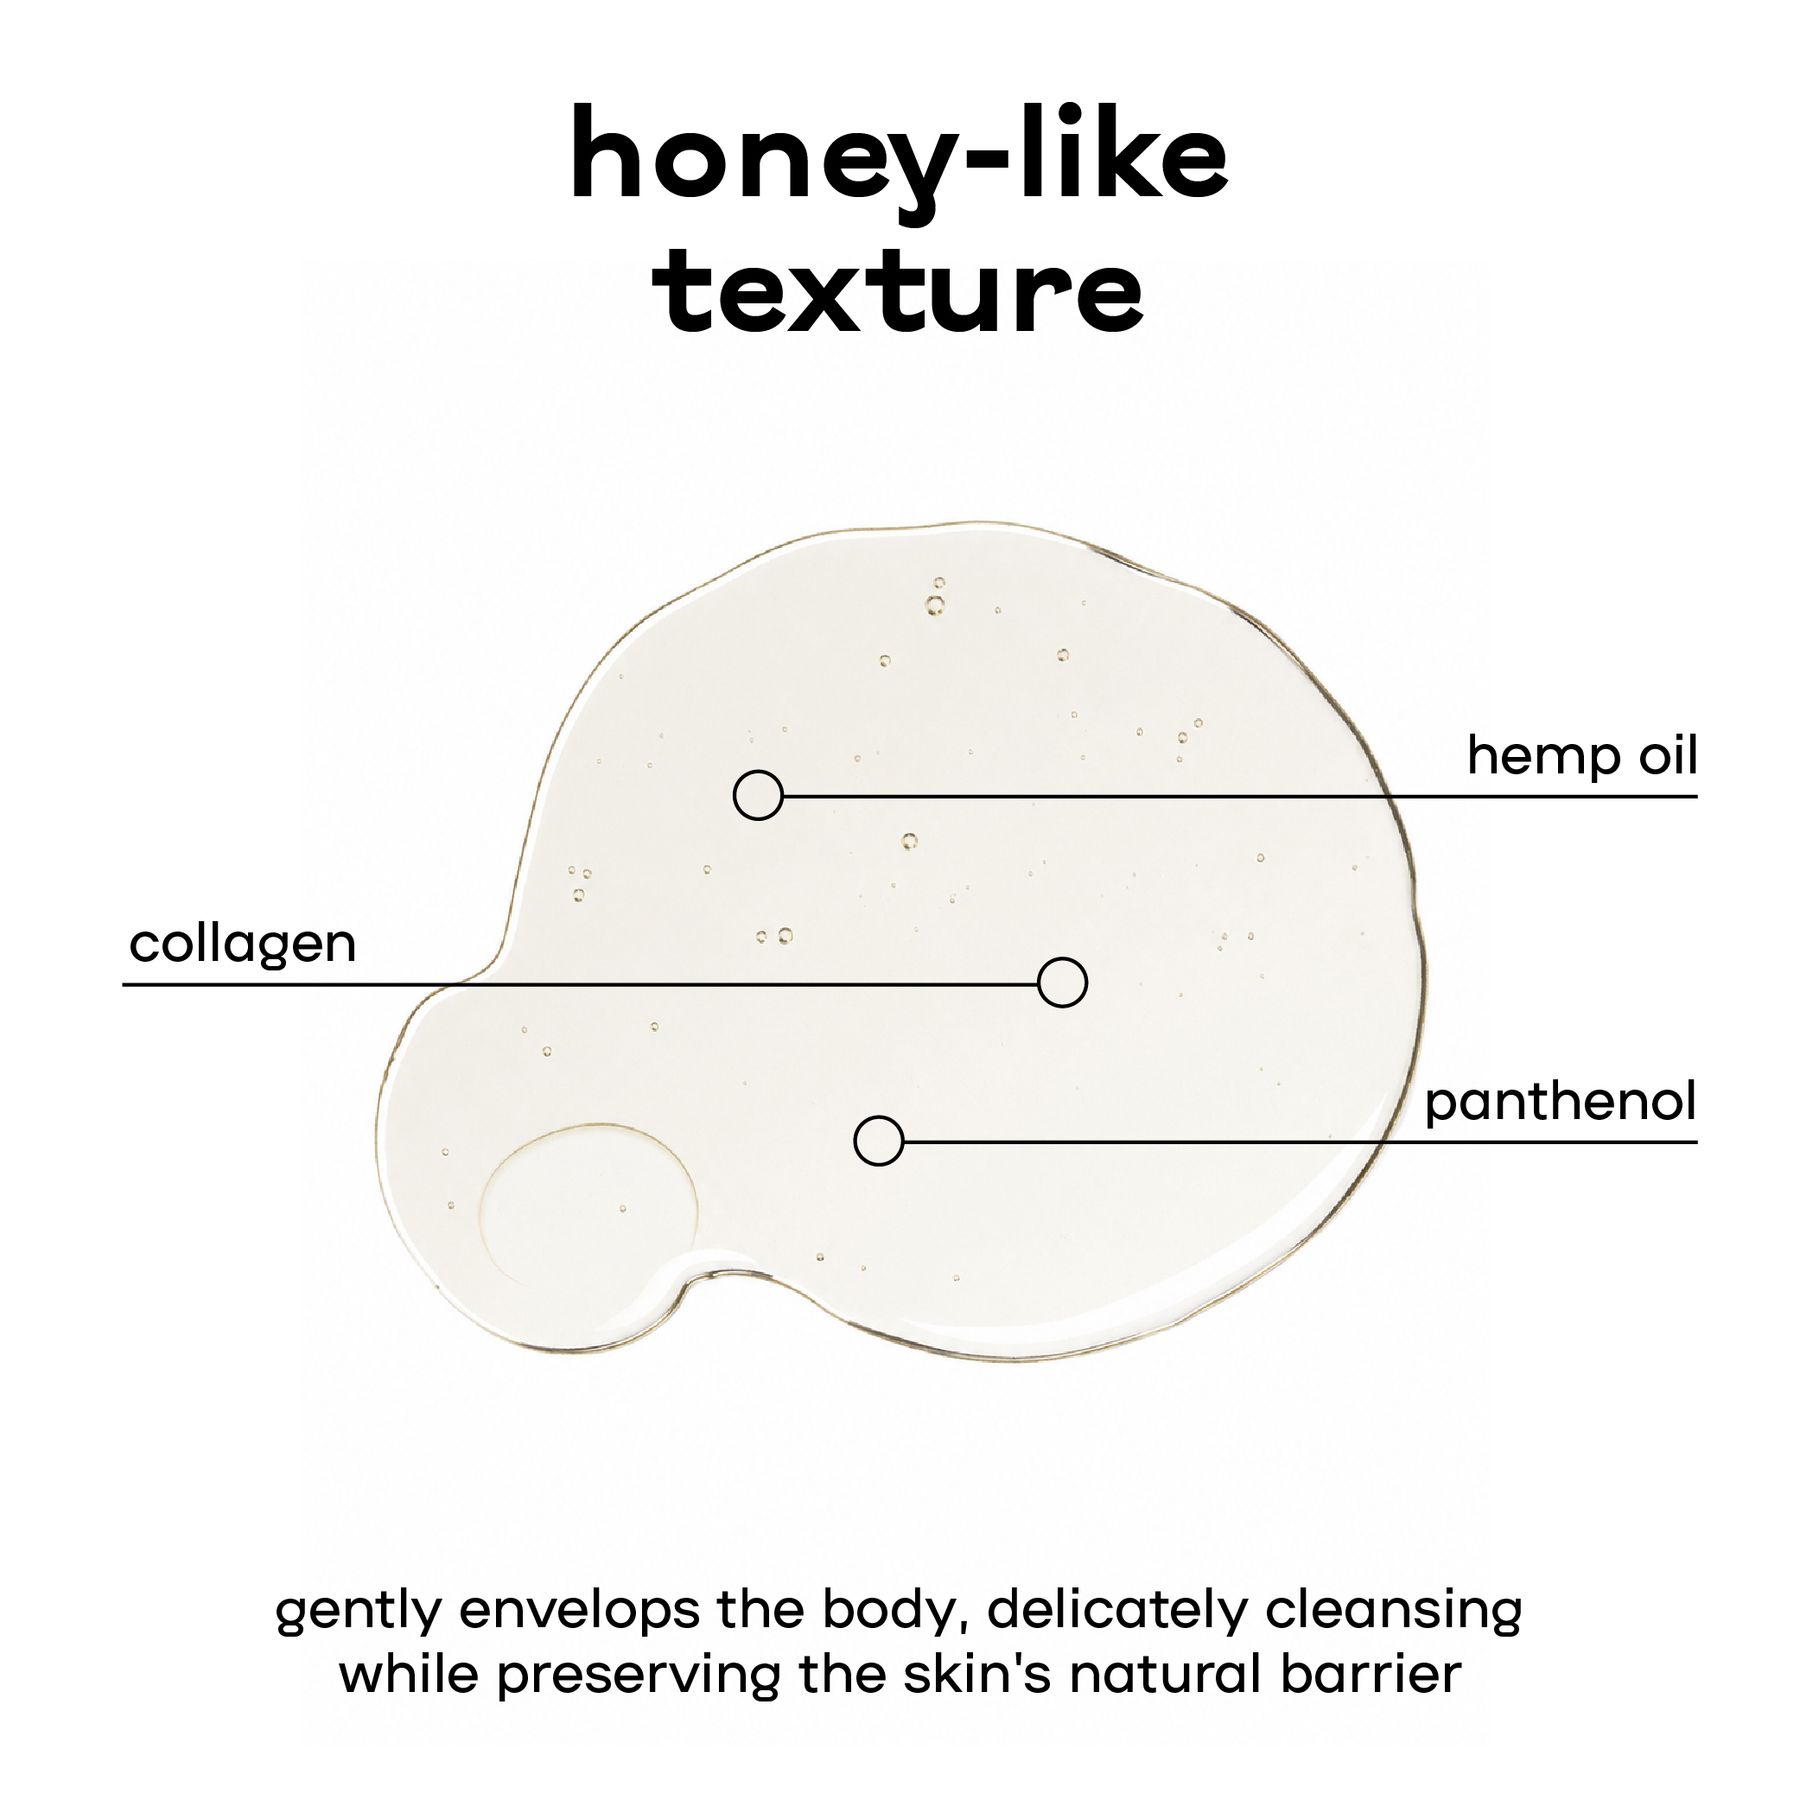 honey-like
texture
hemp oil
collagen
panthenol
gently envelops the body, delicately cleansing
while preserving the skin's natural barrier